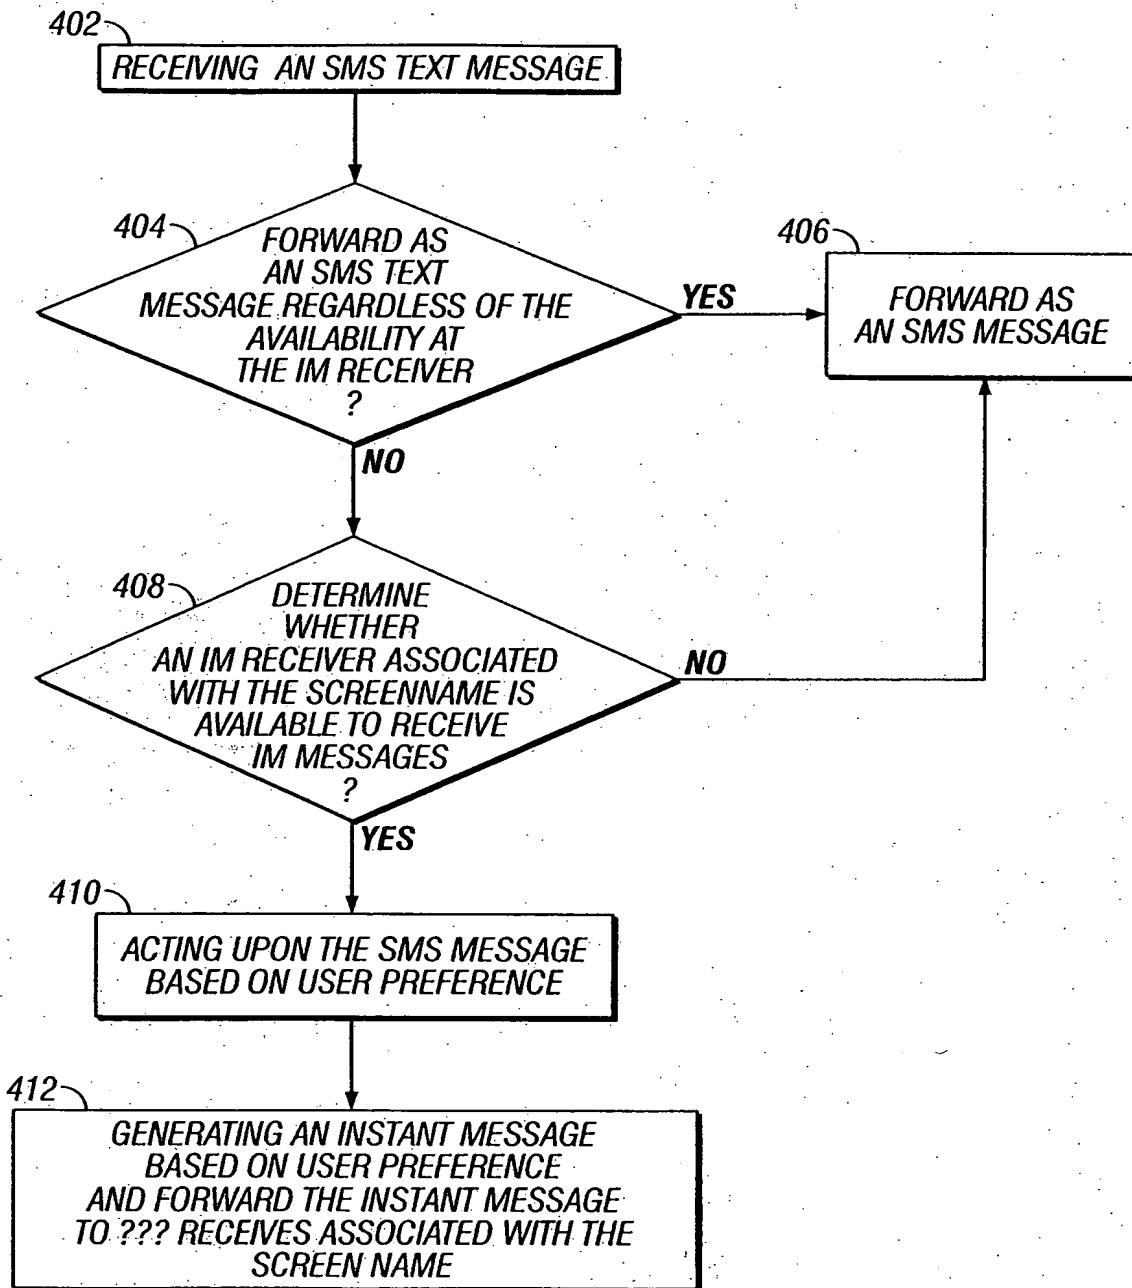 402
RECEIVING AN SMS TEXT MESSAGE
404
FORWARD AS
AN SMS TEXT
MESSAGE REGARDLESS OF THE
AVAILABILITY AT
THE IM RECEIVER
?
YES
406
FORWARD AS
AN SMS MESSAGE
NO
408
DETERMINE
WHETHER
AN IM RECEIVER ASSOCIATED
WITH THE SCREENNAME IS
AVAILABLE TO RECEIVE
IM MESSAGES
?
NO
YES
410
ACTING UPON THE SMS MESSAGE
BASED ON USER PREFERENCE
412
GENERATING AN INSTANT MESSAGE
BASED ON USER PREFERENCE
AND FORWARD THE INSTANT MESSAGE
TO ??? RECEIVES ASSOCIATED WITH THE
SCREEN NAME